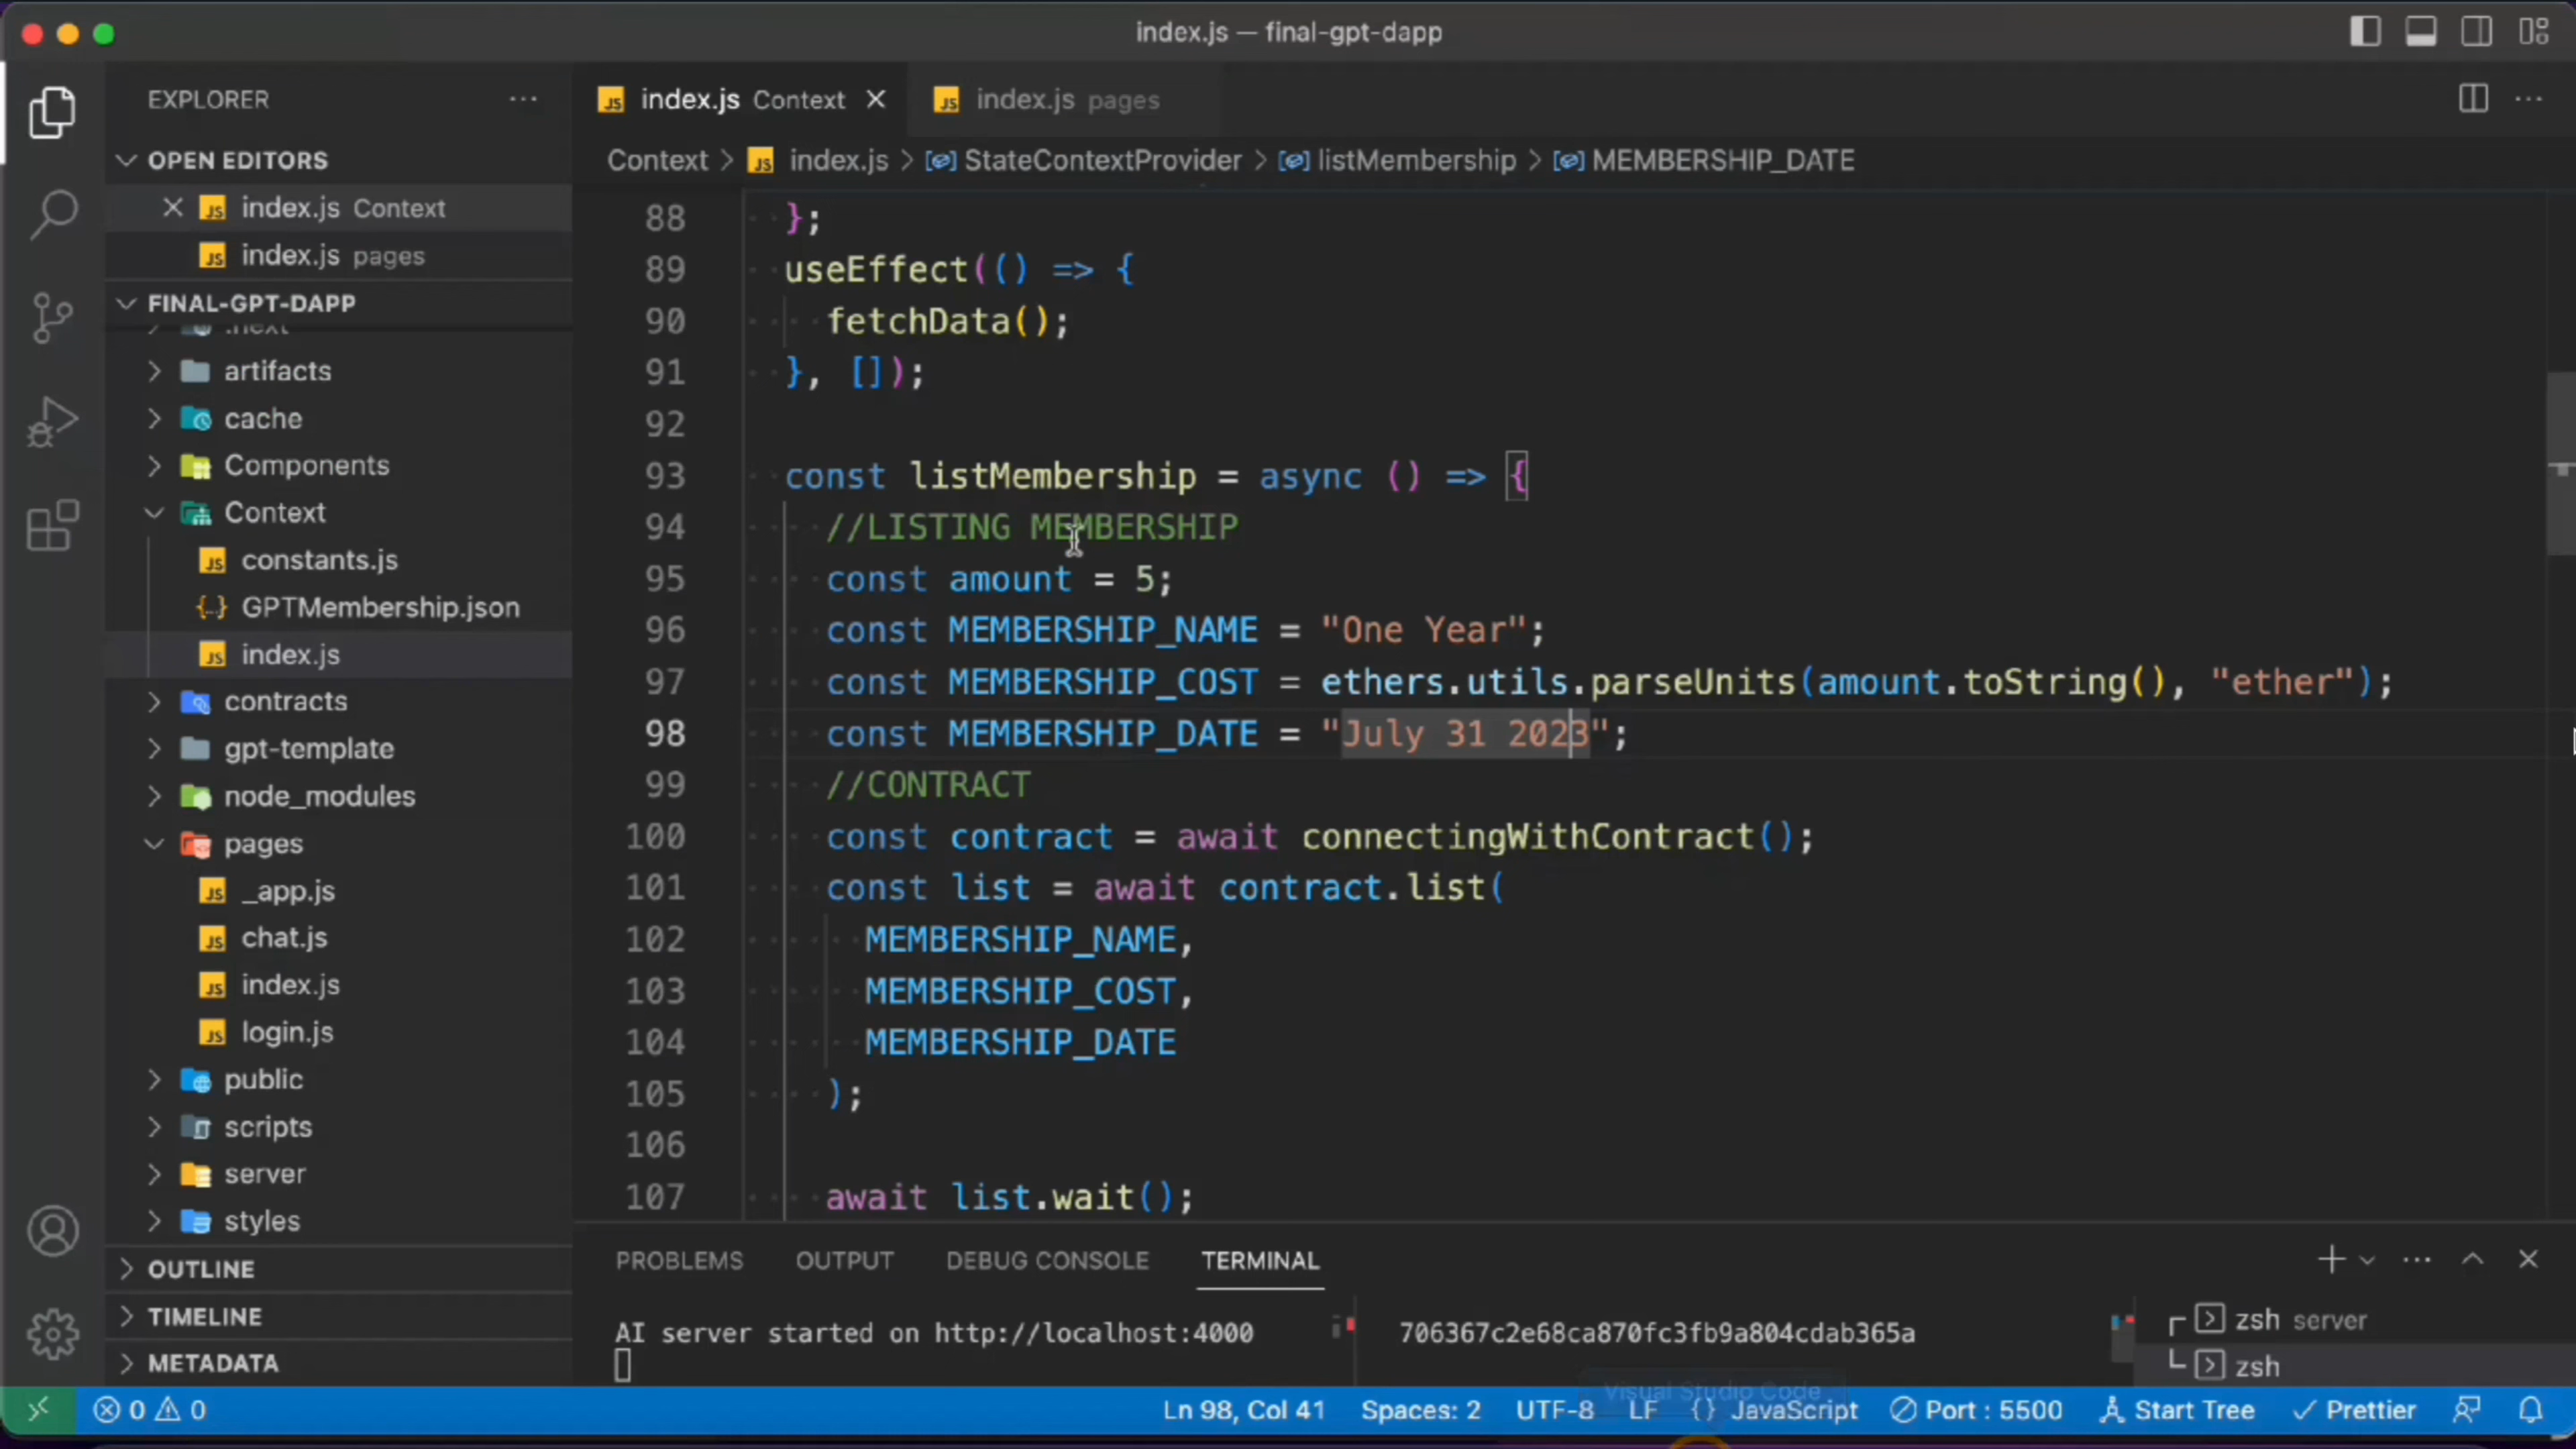 index.js — final-gpt-dapp
EXPLORER
index.js Context
index.js pages
OPEN EDITORS
Context > index.js > StateContextProvider > listMembership > MEMBERSHIP_DATE
index.js Context
index.js pages
FINAL-GPT-DAPP
.next
artifacts
cache
Components
Context
constants.js
GPTMembership.json
index.js
contracts
gpt-template
node_modules
pages
_app.js
chat.js
index.js
login.js
public
scripts
server
styles
OUTLINE
TIMELINE
METADATA
88 };
89 useEffect(() => {
90 fetchData();
91 }, []);
92
93 const listMembership = async () => {
94 //LISTING MEMBERSHIP
95 const amount = 5;
96 const MEMBERSHIP_NAME = "One Year";
97 const MEMBERSHIP_COST = ethers.utils.parseUnits(amount.toString(), "ether");
98 const MEMBERSHIP_DATE = "July 31 2023";
99 //CONTRACT
100 const contract = await connectingWithContract();
101 const list = await contract.list(
102 MEMBERSHIP_NAME,
103 MEMBERSHIP_COST,
104 MEMBERSHIP_DATE
105 );
106
107 await list.wait();
PROBLEMS OUTPUT DEBUG CONSOLE TERMINAL
AI server started on http://localhost:4000
706367c2e68ca870fc3fb9a804cdab365a
zsh server
zsh
Visual Studio Code
0 0 Ln 98, Col 41 Spaces: 2 UTF-8 LF {} JavaScript Port : 5500 Start Tree Prettier